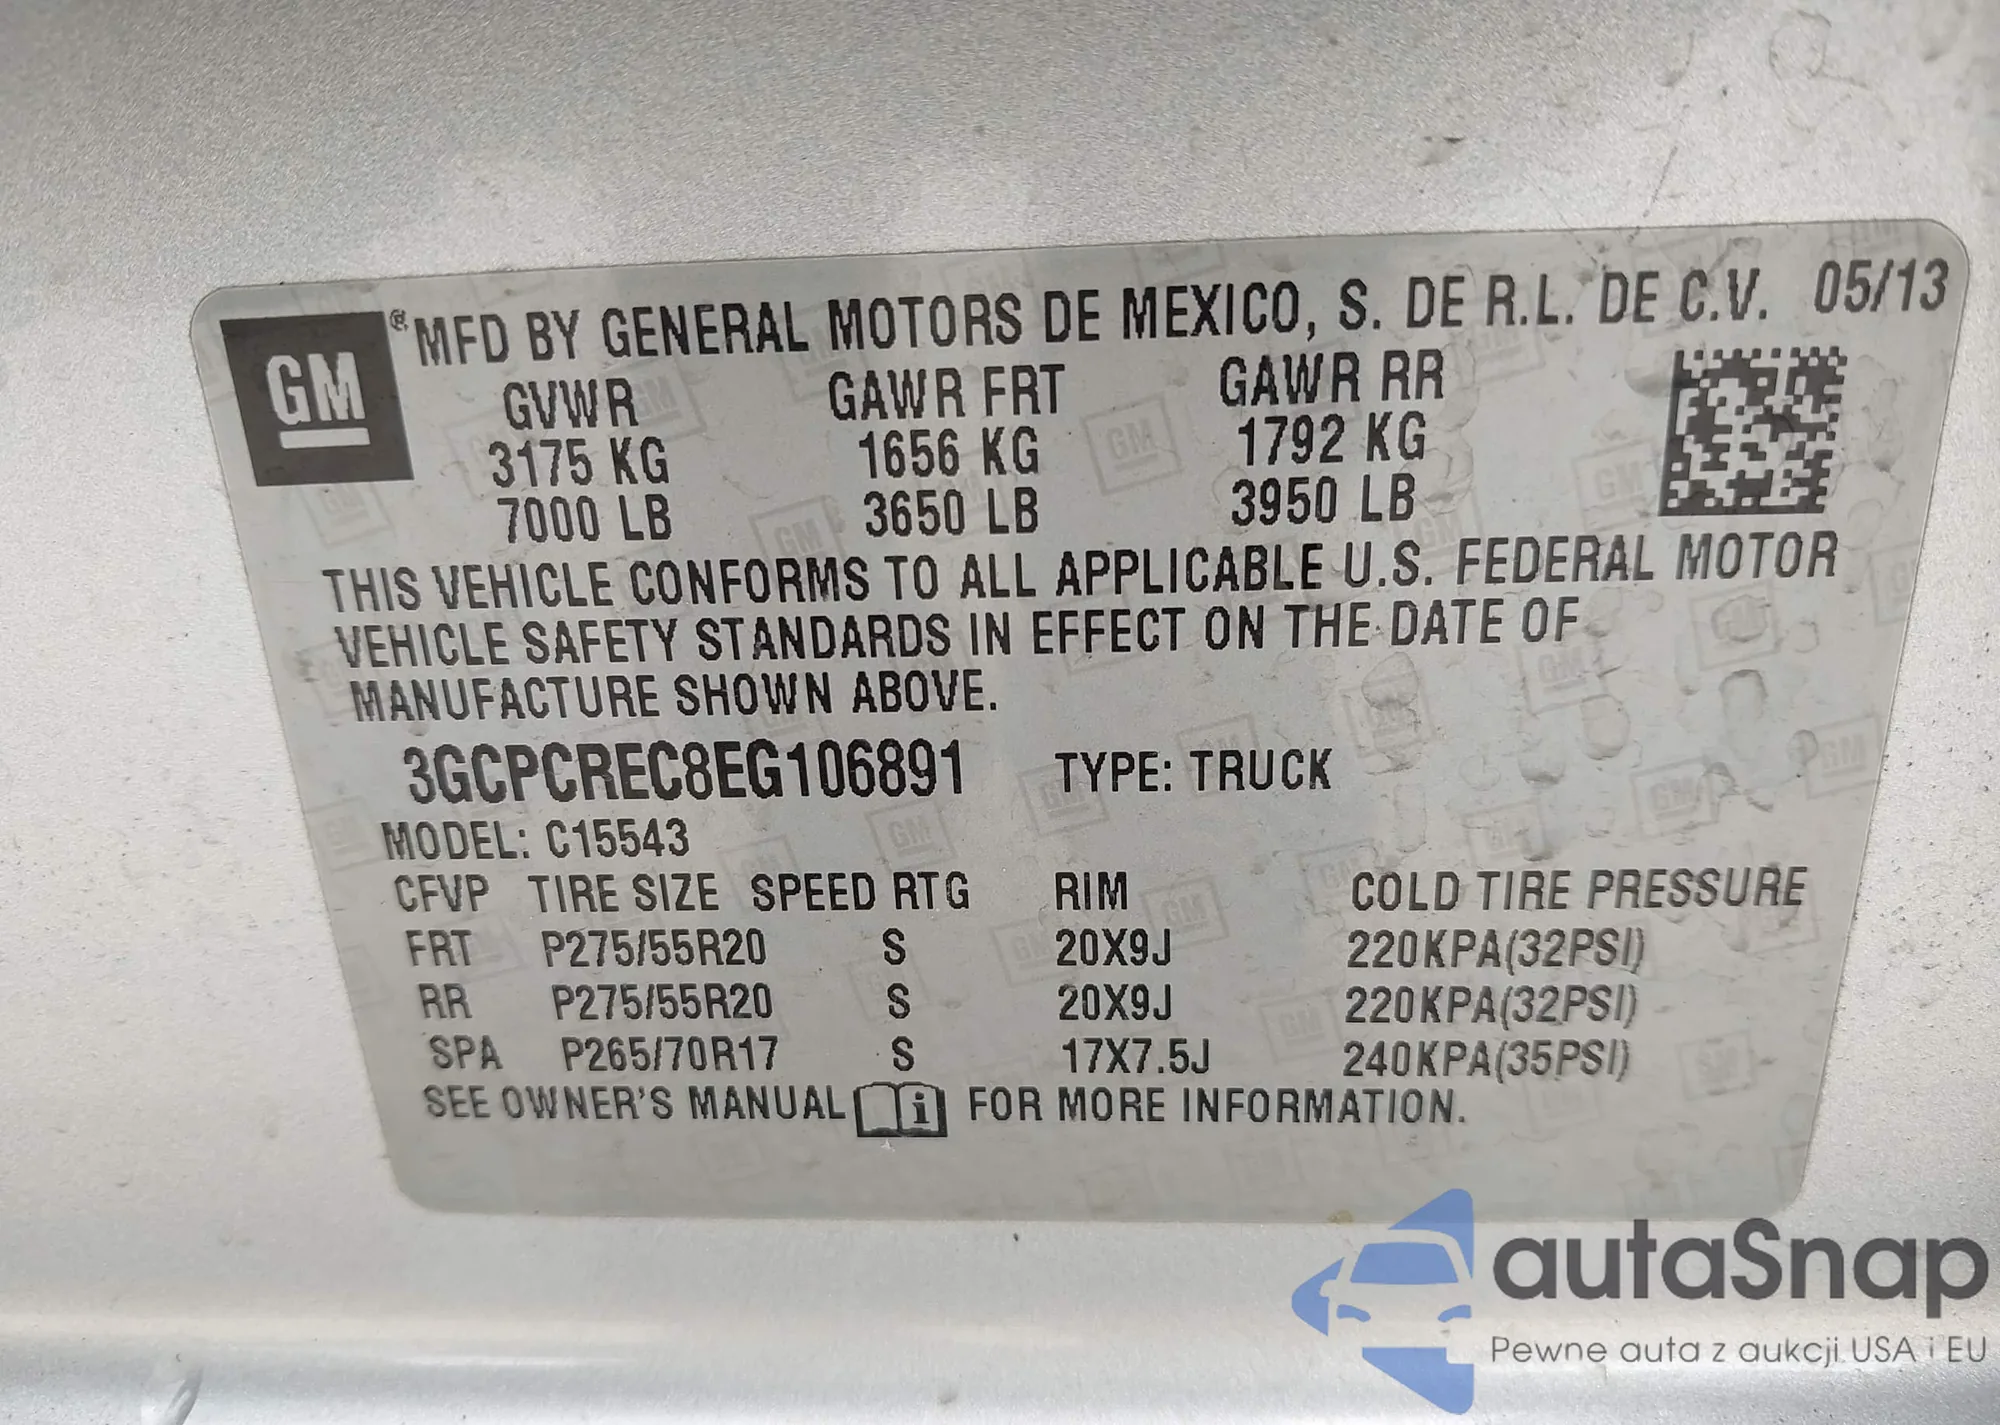 GM ® MFD BY GENERAL MOTORS DE MEXICO, S. DE R.L. DE C.V. 05/13
GVWR GAWR FRT GAWR RR
3175 KG 1656 KG 1792 KG
7000 LB 3650 LB 3950 LB
THIS VEHICLE CONFORMS TO ALL APPLICABLE U.S. FEDERAL MOTOR
VEHICLE SAFETY STANDARDS IN EFFECT ON THE DATE OF
MANUFACTURE SHOWN ABOVE.
3GCPCREC8EG106891 TYPE: TRUCK
MODEL: C15543
CFVP TIRE SIZE SPEED RTG RIM COLD TIRE PRESSURE
FRT P275/55R20 S 20X9J 220KPA(32PSI)
RR P275/55R20 S 20X9J 220KPA(32PSI)
SPA P265/70R17 S 17X7.5J 240KPA(35PSI)
SEE OWNER'S MANUAL i FOR MORE INFORMATION.
autaSnap
Pewne auta z aukcji USA i EU